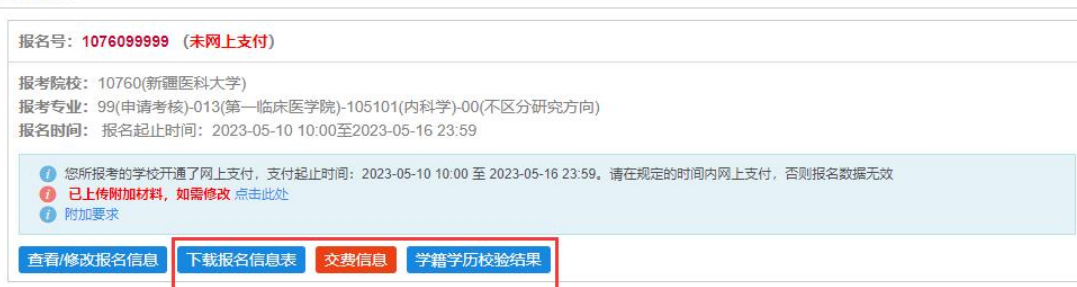 报名号：1076099999 （未网上支付）
报考院校：10760(新疆医科大学)
报考专业：99(申请考核)-013(第一临床医学院)-105101(内科学)-00(不区分研究方向)
报名时间： 报名起止时间：2023-05-10 10:00至2023-05-16 23:59
您所报考的学校开通了网上支付，支付起止时间：2023-05-10 10:00 至 2023-05-16 23:59。请在规定的时间内网上支付，否则报名数据无效
已上传附加材料，如需修改 点击此处
附加要求
查看/修改报名信息 下载报名信息表 交费信息 学籍学历校验结果